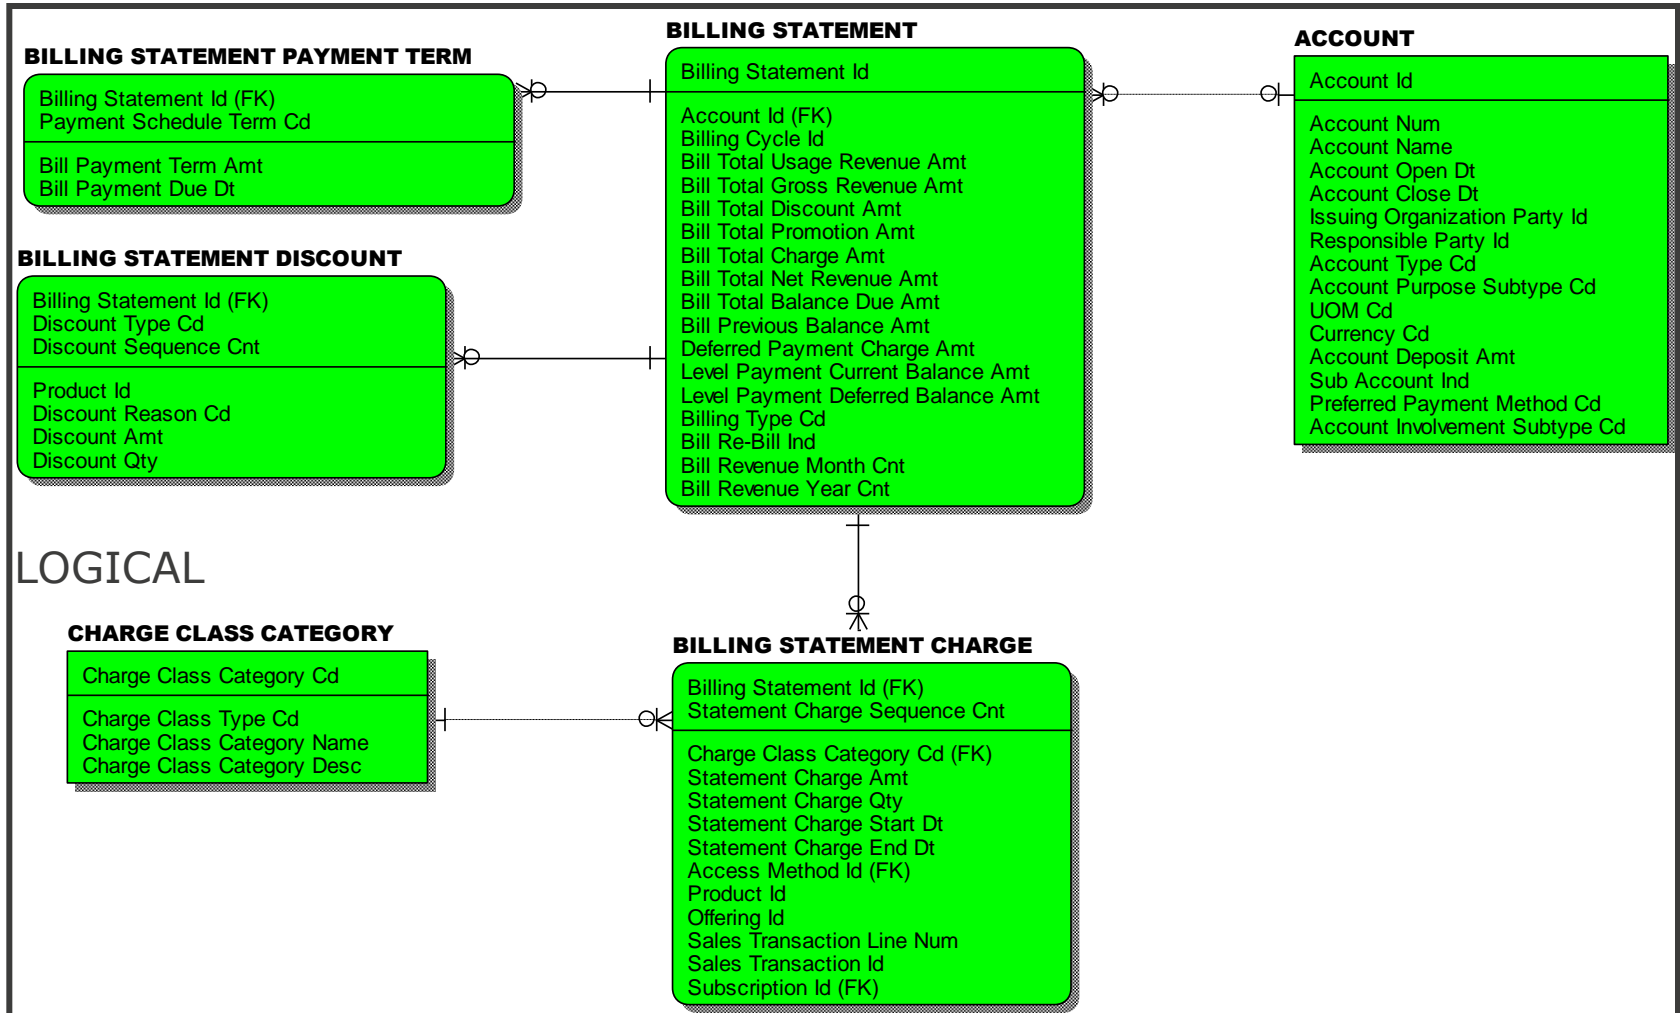 BILLING STATEMENT PAYMENT TERM
Billing Statement Id (FK)
Payment Schedule Term Cd
Bill Payment Term Amt
Bill Payment Due Dt
BILLING STATEMENT DISCOUNT
Billing Statement Id (FK)
Discount Type Cd
Discount Sequence Cnt
Product Id
Discount Reason Cd
Discount Amt
Discount Qty
BILLING STATEMENT
Billing Statement Id
Account Id (FK)
Billing Cycle Id
Bill Total Usage Revenue Amt
Bill Total Gross Revenue Amt
Bill Total Discount Amt
Bill Total Promotion Amt
Bill Total Charge Amt
Bill Total Net Revenue Amt
Bill Total Balance Due Amt
Bill Previous Balance Amt
Deferred Payment Charge Amt
Level Payment Current Balance Amt
Level Payment Deferred Balance Amt
Billing Type Cd
Bill Re-Bill Ind
Bill Revenue Month Cnt
Bill Revenue Year Cnt
ACCOUNT
Account Id
Account Num
Account Name
Account Open Dt
Account Close Dt
Issuing Organization Party Id
Responsible Party Id
Account Type Cd
Account Purpose Subtype Cd
UOM Cd
Currency Cd
Account Deposit Amt
Sub Account Ind
Preferred Payment Method Cd
Account Involvement Subtype Cd
LOGICAL
CHARGE CLASS CATEGORY
Charge Class Category Cd
Charge Class Type Cd
Charge Class Category Name
Charge Class Category Desc
BILLING STATEMENT CHARGE
Billing Statement Id (FK)
Statement Charge Sequence Cnt
Charge Class Category Cd (FK)
Statement Charge Amt
Statement Charge Qty
Statement Charge Start Dt
Statement Charge End Dt
Access Method Id (FK)
Product Id
Offering Id
Sales Transaction Line Num
Sales Transaction Id
Subscription Id (FK)